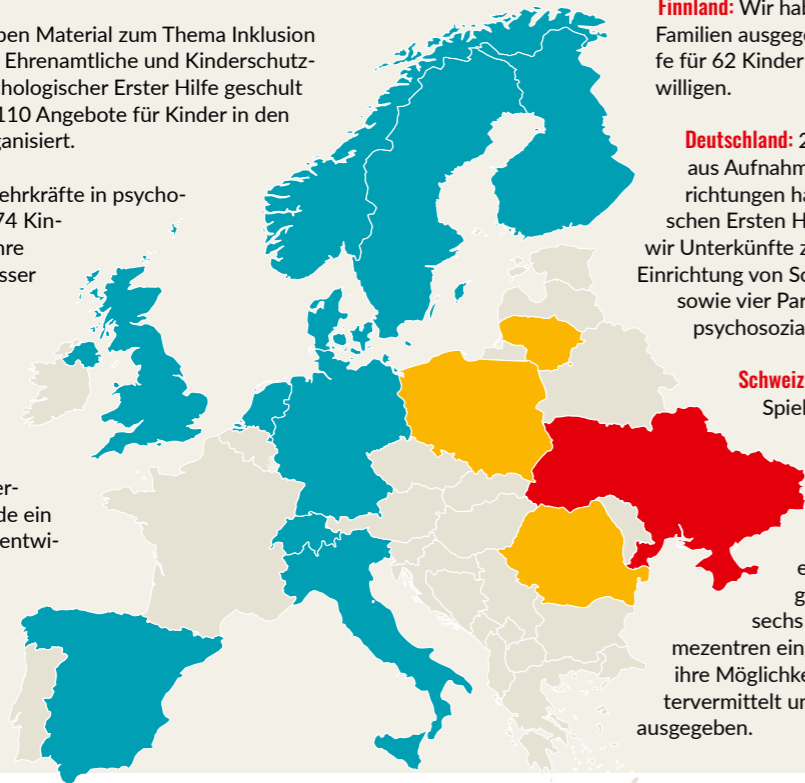 ben Material zum Thema Inklusion
Ehrenamtliche und Kinderschutz-
chologischer Erster Hilfe geschult
110 Angebote für Kinder in den
ganisiert.
ehrkräfte in psycho-
74 Kin-
hre
sser
er-
de ein
entwi-
Finnland: Wir hab
Familien ausgege
fe für 62 Kinder
willigen.
Deutschland: 2
aus Aufnahm
richtungen ha
schen Ersten H
wir Unterkünfte z
Einrichtung von Sc
sowie vier Par
psychosozia
Schweiz
Spiel
e
g
sechs
mezentren ein
ihre Möglichke
tervermittelt un
ausgegeben.